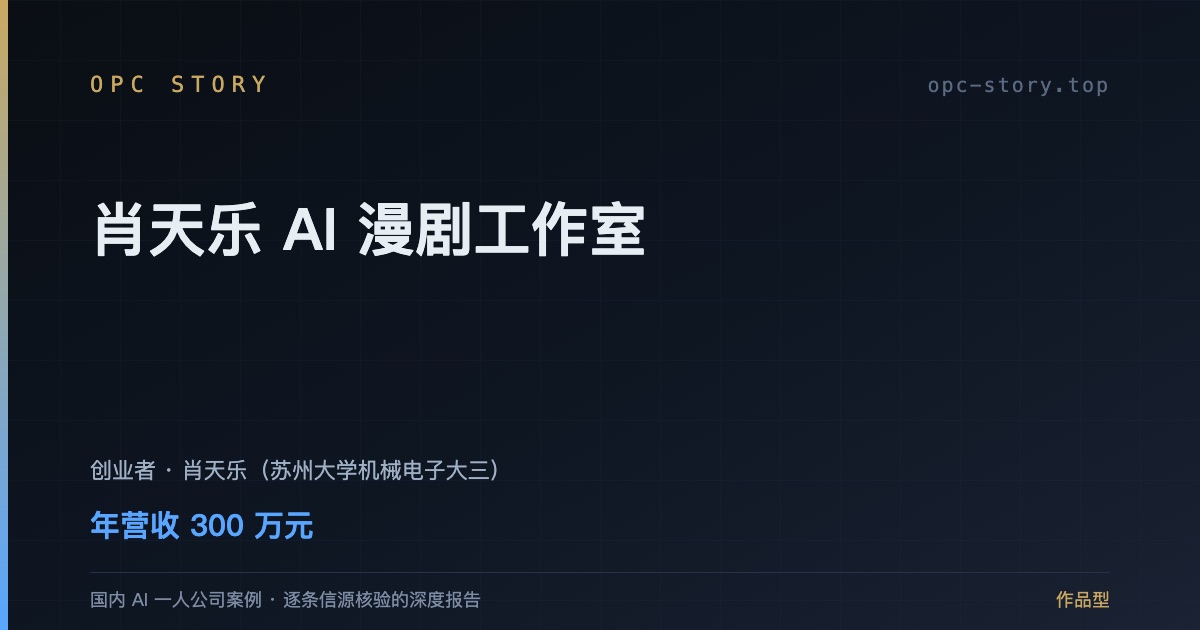 OPC STORY
opc-story.top
肖天乐 AI 漫剧工作室
创业者 · 肖天乐（苏州大学机械电子大三）
年营收 300 万元
国内 AI 一人公司案例 · 逐条信源核验的深度报告
作品型